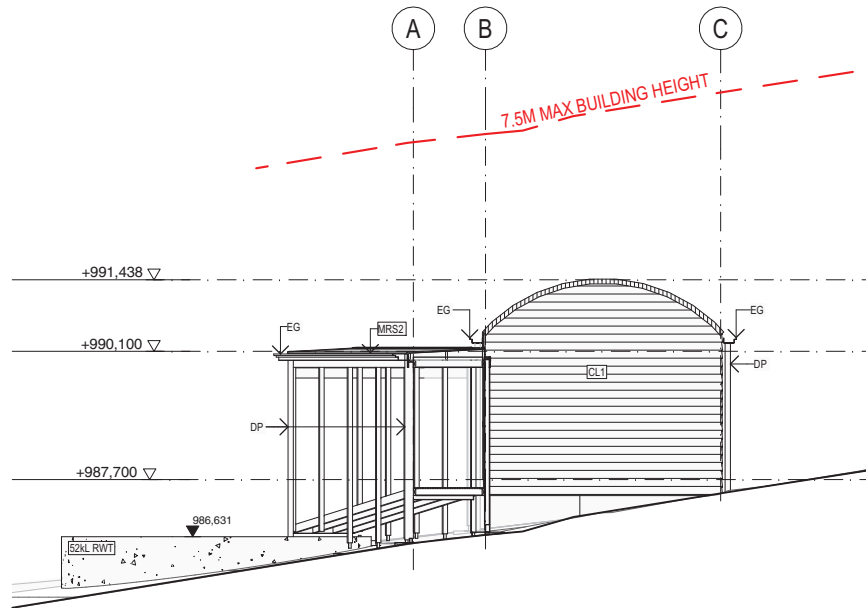 A
B
C
7.5M MAX BUILDING HEIGHT
+991,438
EG
EG
EG
MRS2
+990,100
DP
CL1
DP
+987,700
986,631
52kL RWT